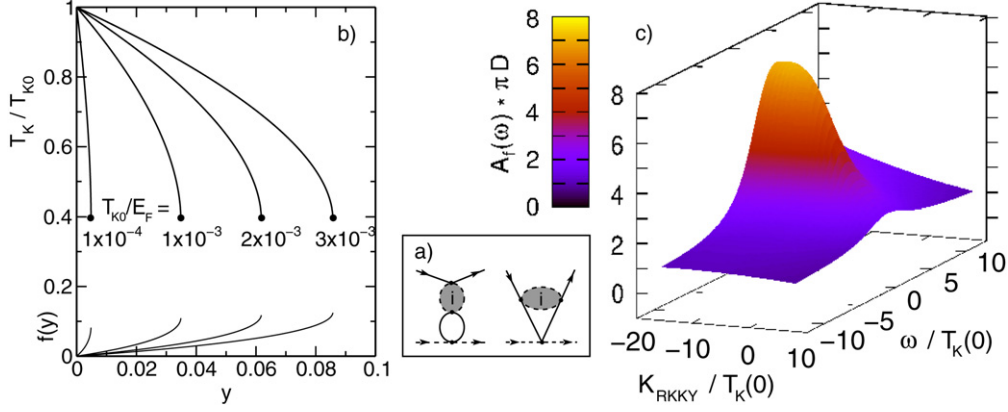 b)
1
0.8
0.6
0.4
0.2
0
T_K / T_K0
f(y)
T_K0/E_F =
1x10⁻⁴ 1x10⁻³ 2x10⁻³ 3x10⁻³
0 0.02 0.04 0.06 0.08 0.1
y
8
6
4
2
0
A_f(ω) * π D
a)
i i
c)
8
6
4
2
0
-20 -10 0 10
K_RKKY / T_K(0)
-10 -5 0 5 10
ω / T_K(0)